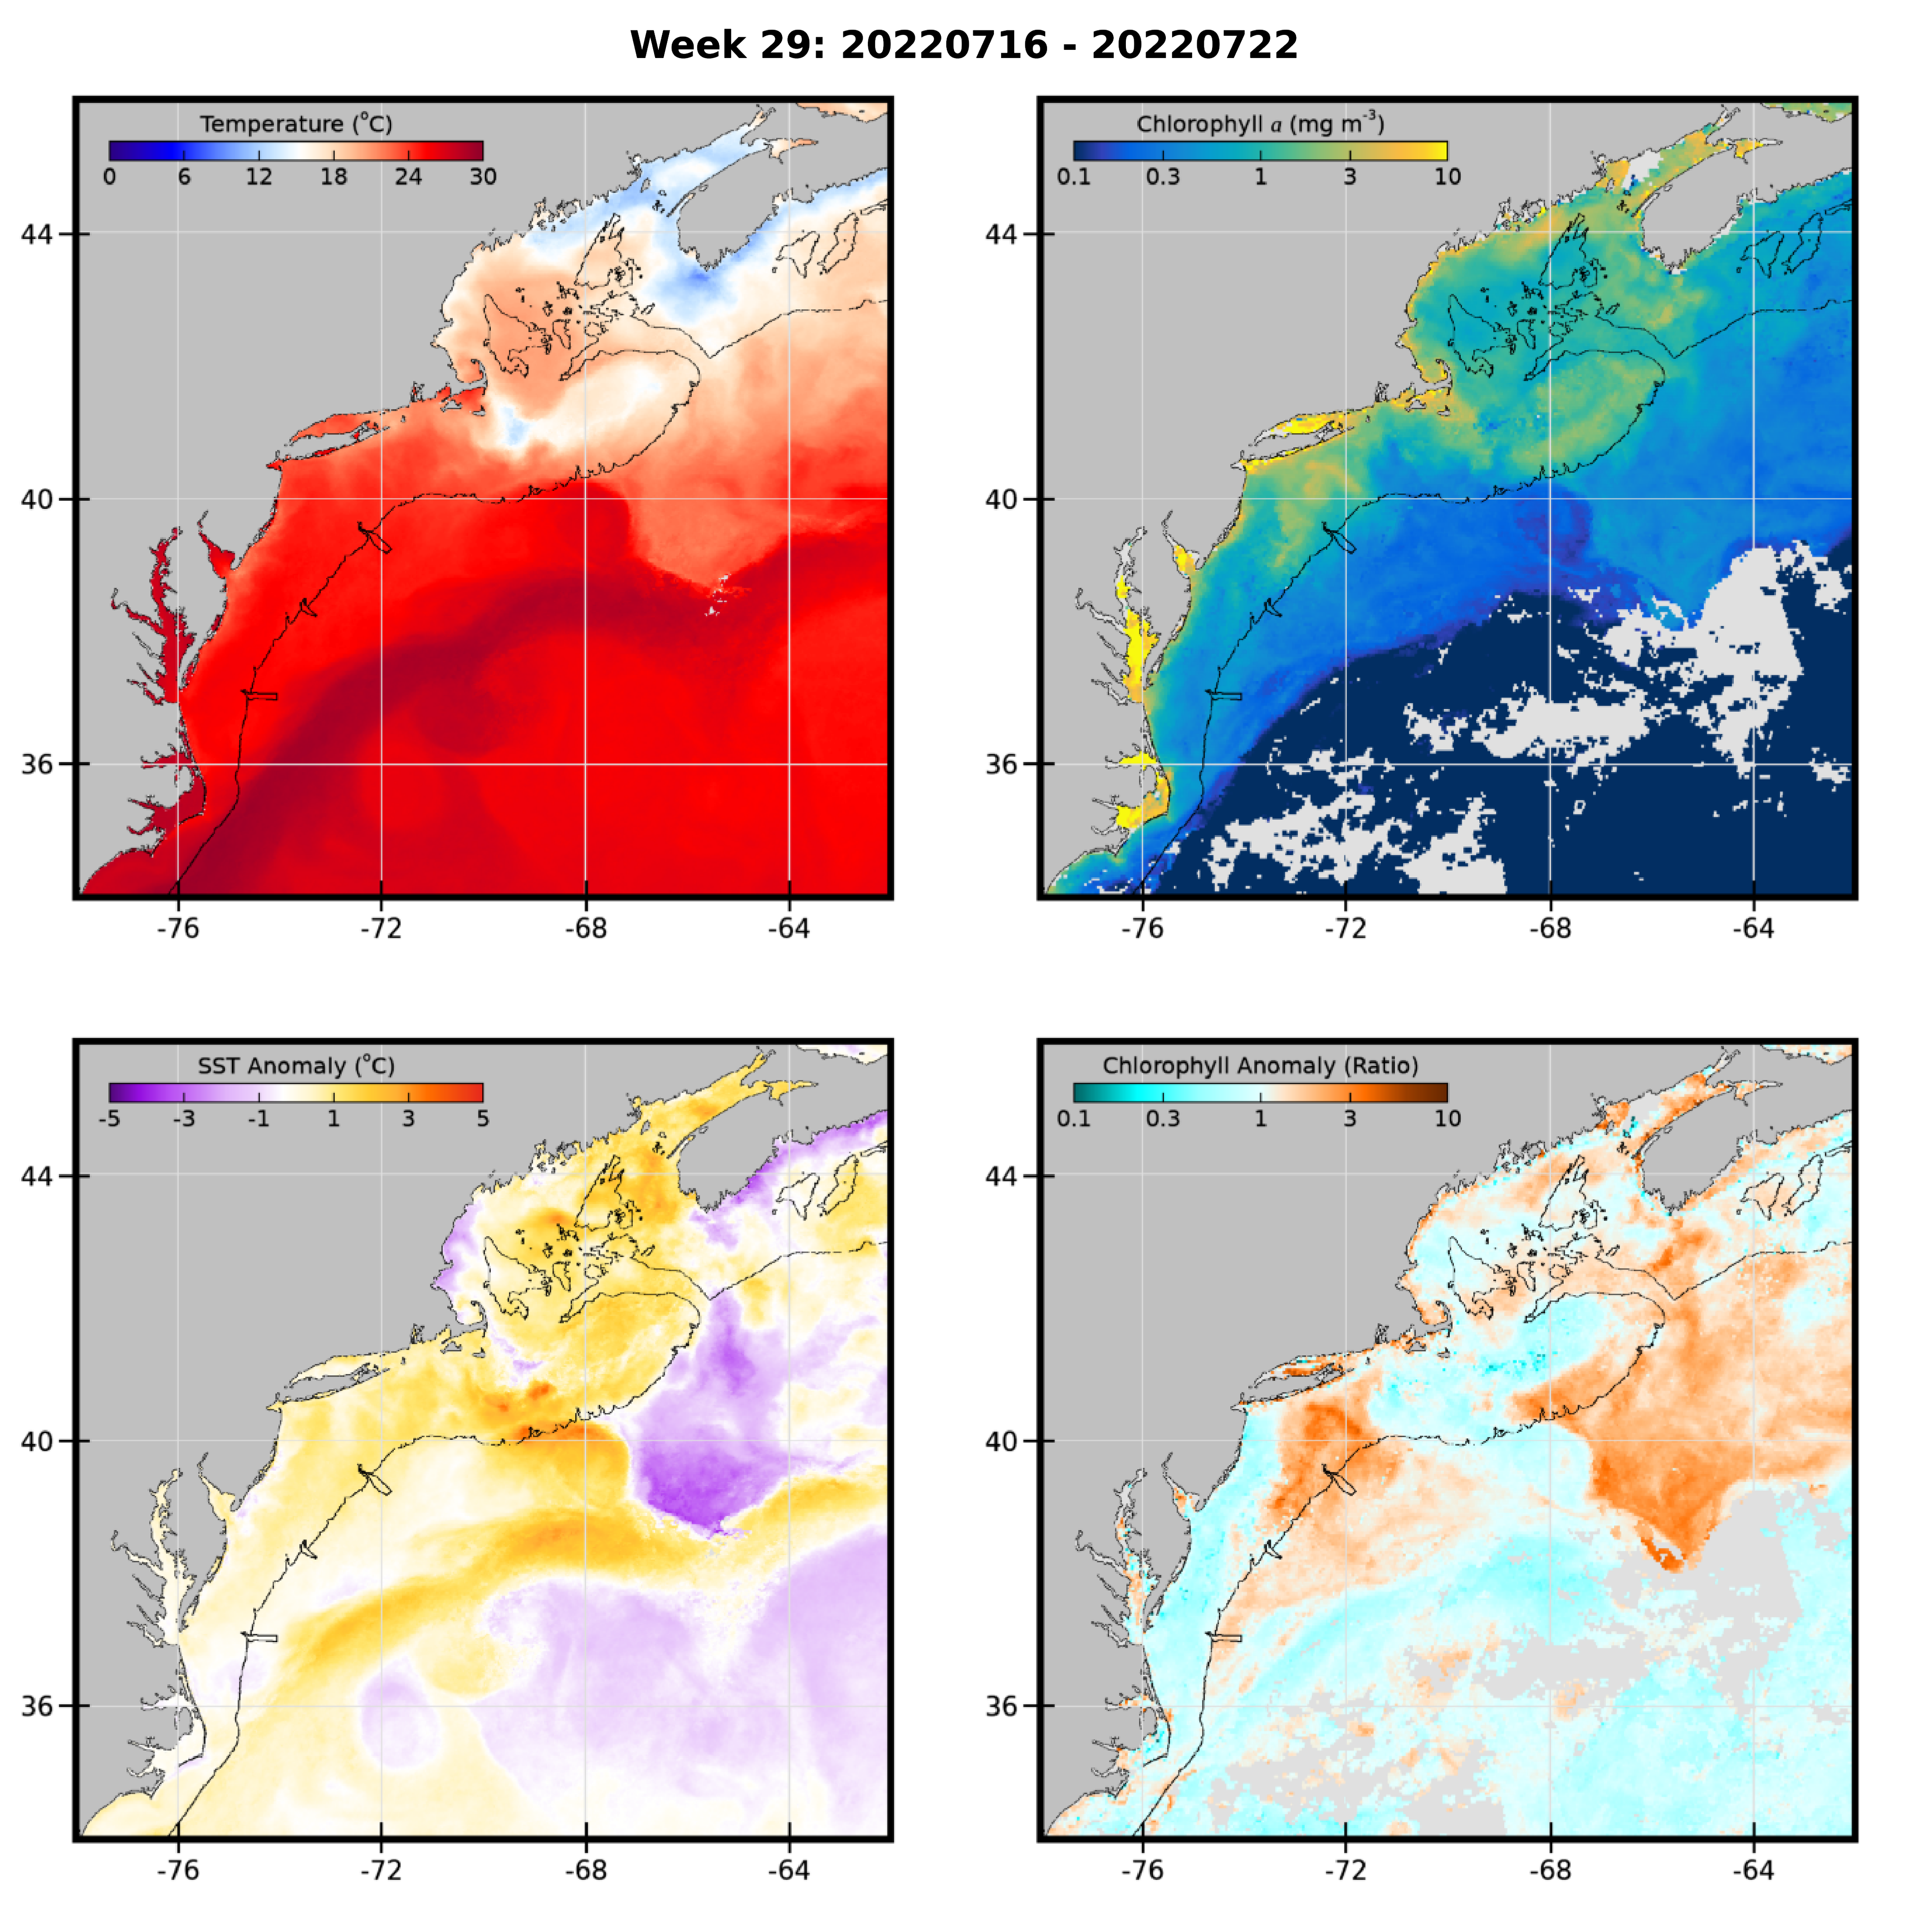 Week 29: 20220716 - 20220722
Temperature (°C)
0 6 12 18 24 30
44
40
36
-76 -72 -68 -64
Chlorophyll a (mg m⁻³)
0.1 0.3 1 3 10
44
40
36
-76 -72 -68 -64
SST Anomaly (°C)
-5 -3 -1 1 3 5
44
40
36
-76 -72 -68 -64
Chlorophyll Anomaly (Ratio)
0.1 0.3 1 3 10
44
40
36
-76 -72 -68 -64